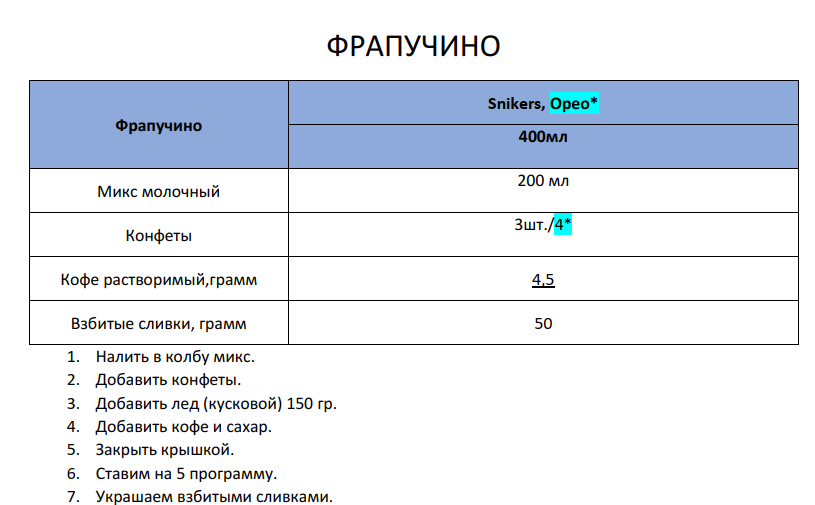 ФРАПУЧИНО
Фрапучино
Snikers, Орео*
400мл
Микс молочный
200 мл
Конфеты
3шт./4*
Кофе растворимый,грамм
4,5
Взбитые сливки, грамм
50
1. Налить в колбу микс.
2. Добавить конфеты.
3. Добавить лед (кусковой) 150 гр.
4. Добавить кофе и сахар.
5. Закрыть крышкой.
6. Ставим на 5 программу.
7. Украшаем взбитыми сливками.